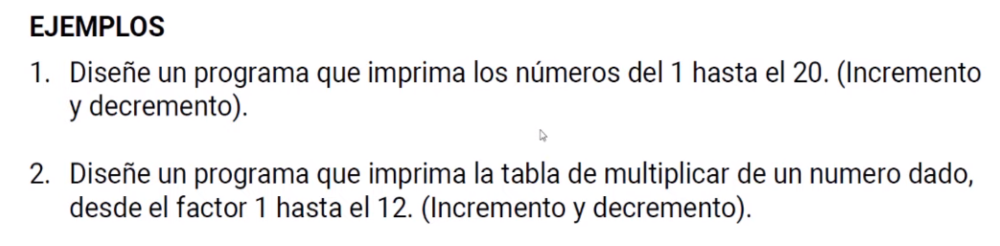 EJEMPLOS
1. Diseñe un programa que imprima los números del 1 hasta el 20. (Incremento
y decremento).
2. Diseñe un programa que imprima la tabla de multiplicar de un numero dado,
desde el factor 1 hasta el 12. (Incremento y decremento).